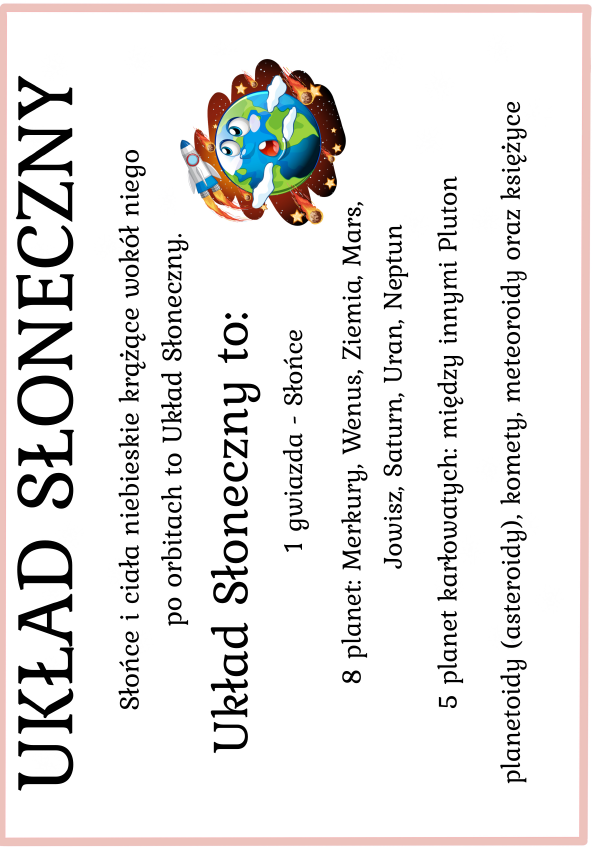 UKŁAD SŁONECZNY
Słońce i ciała niebieskie krążące wokół niego
po orbitach to Układ Słoneczny.
Układ Słoneczny to:
1 gwiazda - Słońce
8 planet: Merkury, Wenus, Ziemia, Mars,
Jowisz, Saturn, Uran, Neptun
5 planet karłowatych: między innymi Pluton
planetoidy (asteroidy), komety, meteoroidy oraz księżyce